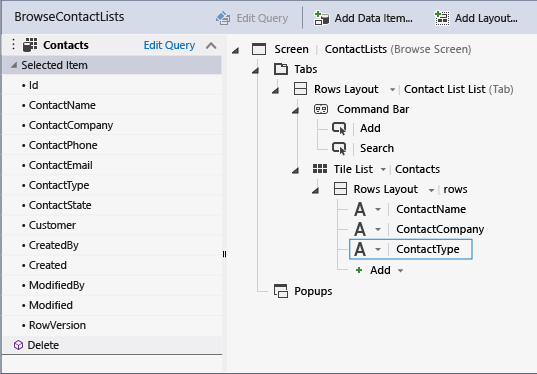 BrowseContactLists
Edit Query
Add Data Item...
Add Layout...
Contacts
Edit Query
Selected Item
Id
ContactName
ContactCompany
ContactPhone
ContactEmail
ContactType
ContactState
Customer
CreatedBy
Created
ModifiedBy
Modified
RowVersion
Delete
Screen | ContactLists (Browse Screen)
Tabs
Rows Layout | Contact List List (Tab)
Command Bar
Add
Search
Tile List | Contacts
Rows Layout | rows
A ContactName
A ContactCompany
A ContactType
+ Add
Popups